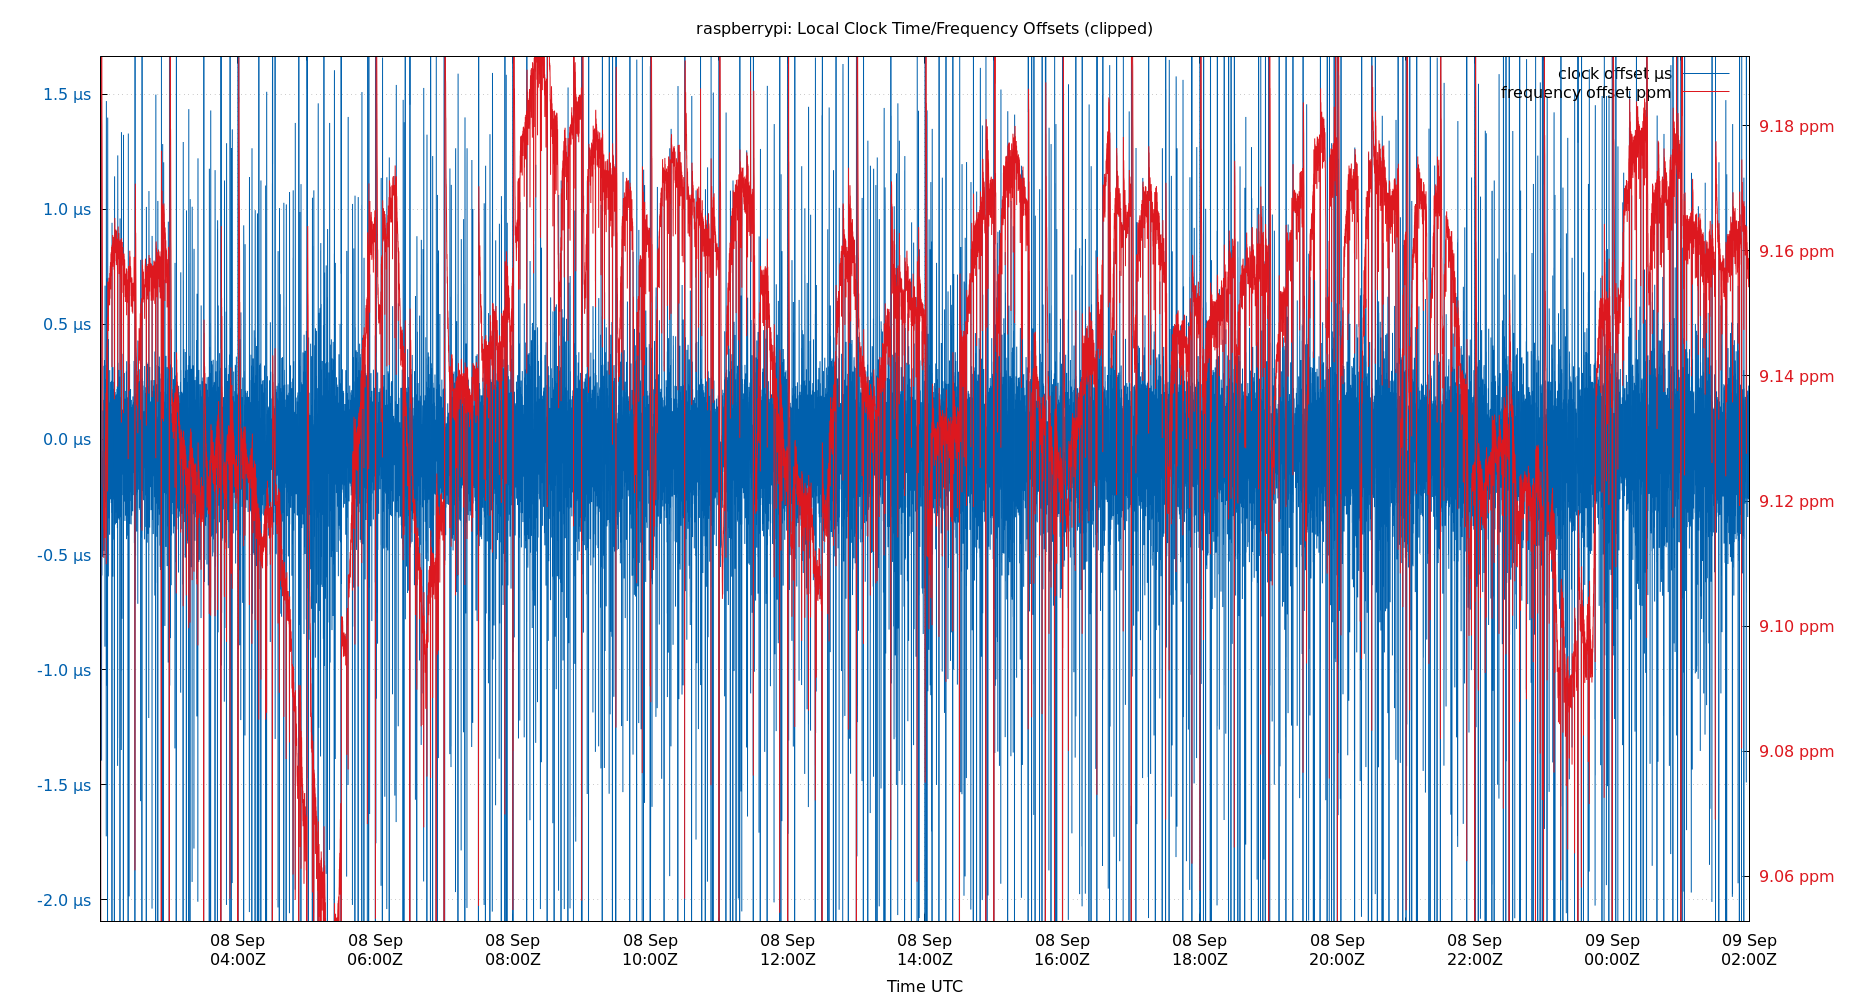 raspberrypi: Local Clock Time/Frequency Offsets (clipped)
clock offset μs
frequency offset ppm
1.5 μs
1.0 μs
0.5 μs
0.0 μs
-0.5 μs
-1.0 μs
-1.5 μs
-2.0 μs
9.18 ppm
9.16 ppm
9.14 ppm
9.12 ppm
9.10 ppm
9.08 ppm
9.06 ppm
08 Sep 08 Sep 08 Sep 08 Sep 08 Sep 08 Sep 08 Sep 08 Sep 08 Sep 08 Sep 09 Sep 09 Sep
04:00Z 06:00Z 08:00Z 10:00Z 12:00Z 14:00Z 16:00Z 18:00Z 20:00Z 22:00Z 00:00Z 02:00Z
Time UTC